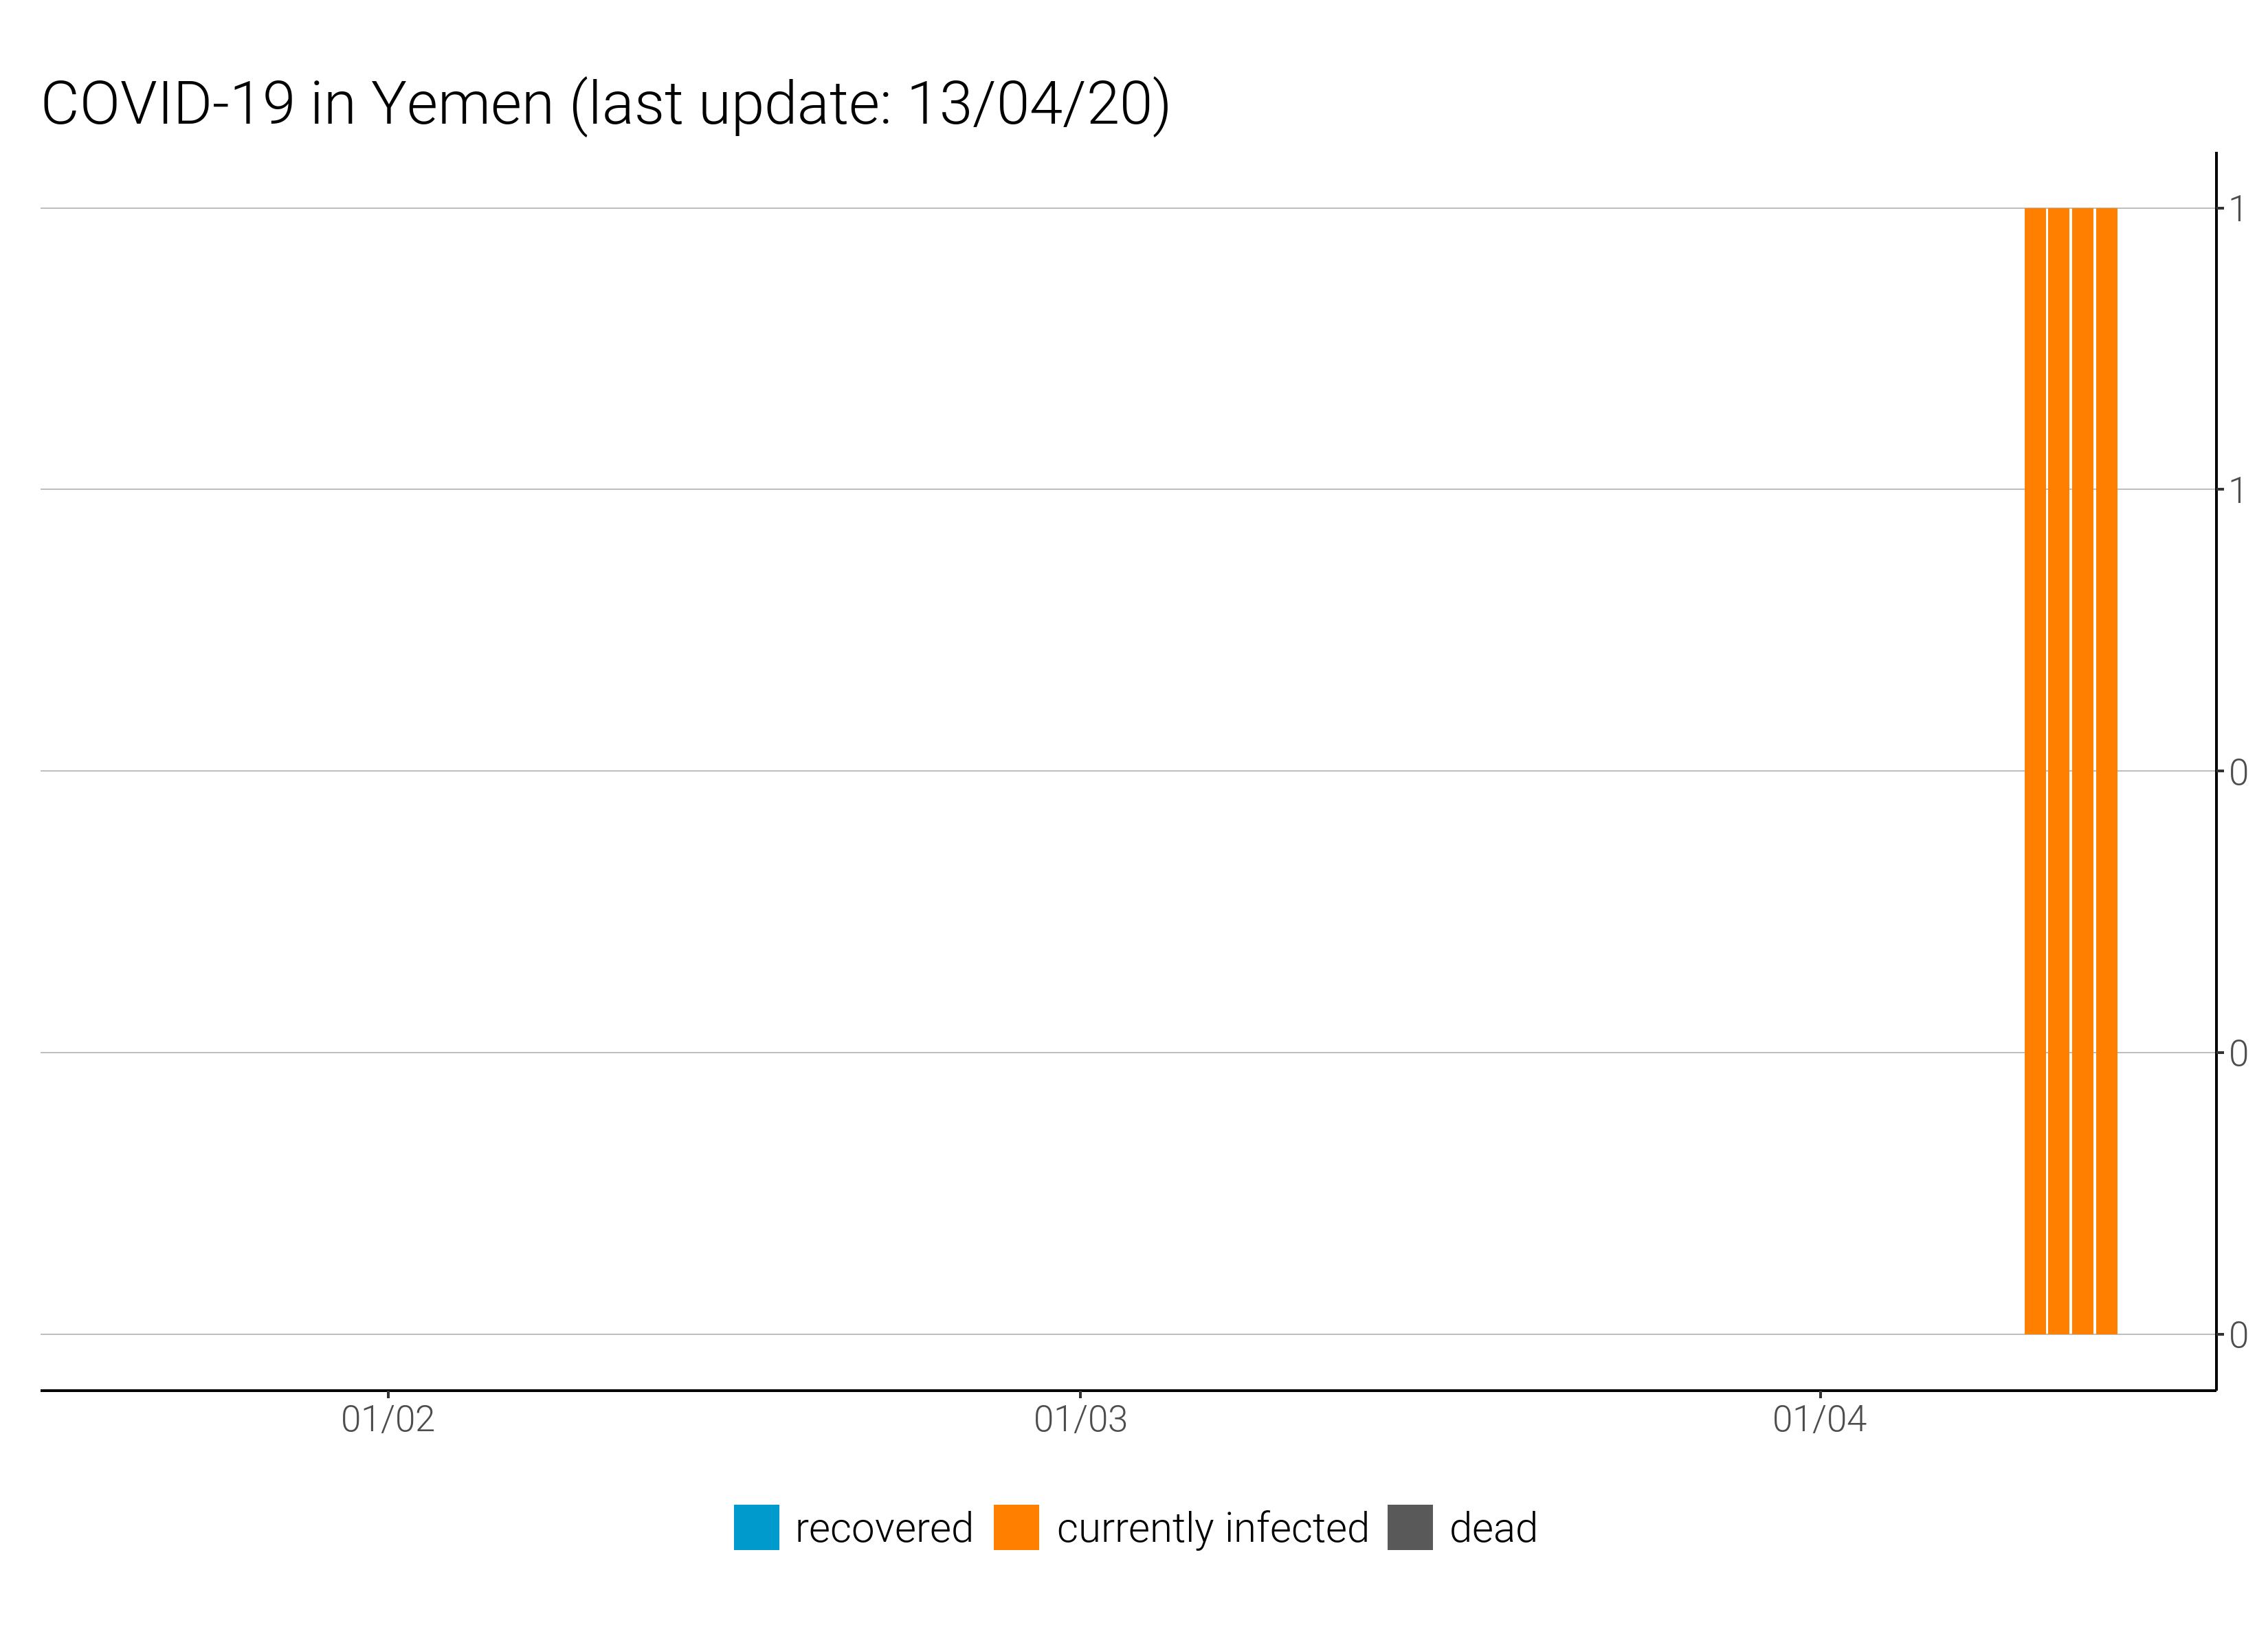 COVID-19 in Yemen (last update: 13/04/20)
1
1
0
0
0
01/02 01/03 01/04
recovered currently infected dead